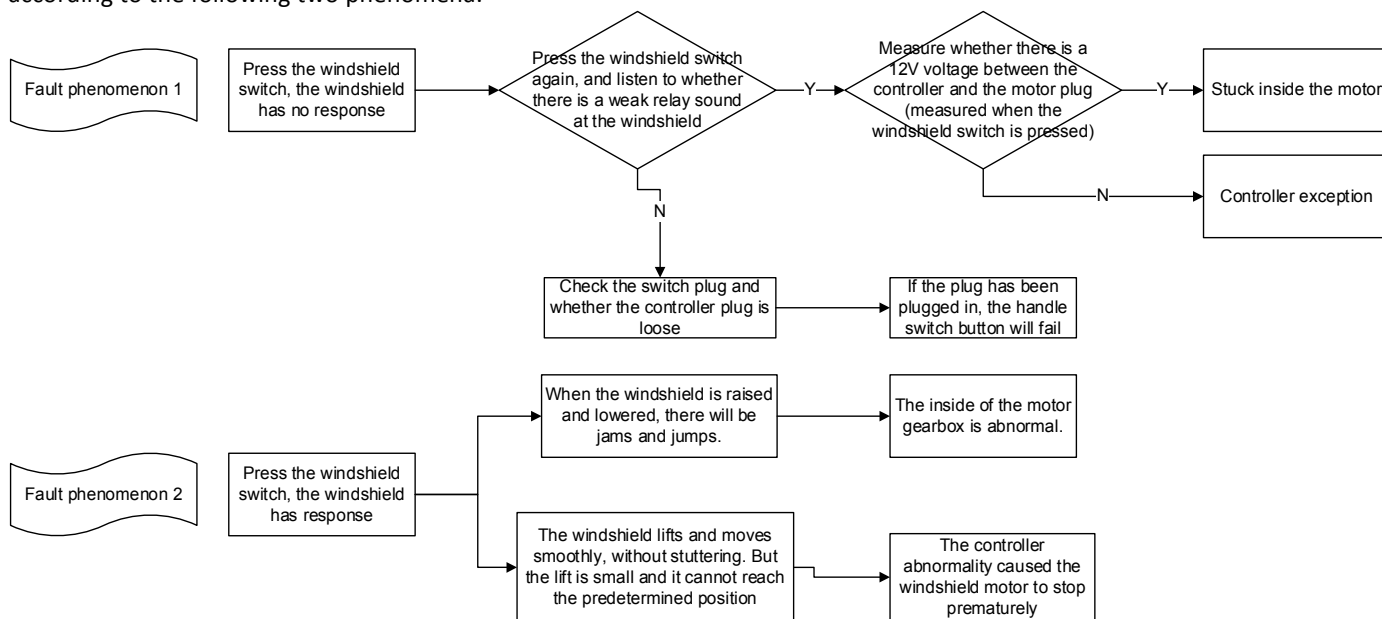 according to the following two phenomena:
Fault phenomenon 1
Press the windshield
switch, the windshield
has no response
Press the windshield switch
again, and listen to whether
there is a weak relay sound
at the windshield
Y
Measure whether there is a
12V voltage between the
controller and the motor plug
(measured when the
windshield switch is pressed)
Y
Stuck inside the motor
N
Controller exception
N
Check the switch plug and
whether the controller plug is
loose
If the plug has been
plugged in, the handle
switch button will fail
Fault phenomenon 2
Press the windshield
switch, the windshield
has response
When the windshield is raised
and lowered, there will be
jams and jumps.
The inside of the motor
gearbox is abnormal.
The windshield lifts and moves
smoothly, without stuttering. But
the lift is small and it cannot reach
the predetermined position
The controller
abnormality caused the
windshield motor to stop
prematurely